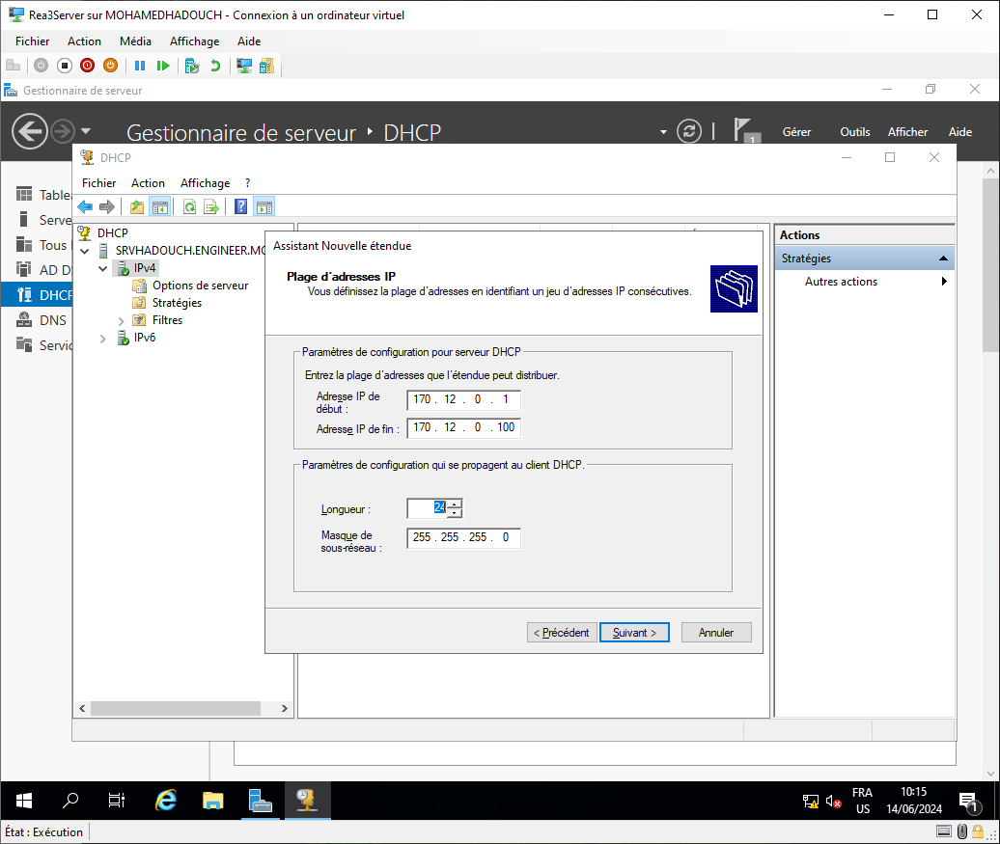 Rea3Server sur MOHAMEDHADOUCH - Connexion à un ordinateur virtuel
Fichier Action Média Affichage Aide
Gestionnaire de serveur
Gestionnaire de serveur DHCP
1
Gérer Outils Afficher Aide
DHCP
Fichier Action Affichage ?
Table
Serve
Tous
AD D
DHCP
DNS
Servic
DHCP
SRVHADOUCH.ENGINEER.MO
IPv4
Options de serveur
Stratégies
Filtres
IPv6
Assistant Nouvelle étendue
Plage d'adresses IP
Vous définissez la plage d'adresses en identifiant un jeu d'adresses IP consécutives.
Paramètres de configuration pour serveur DHCP
Entrez la plage d'adresses que l'étendue peut distribuer.
Adresse IP de
début :
170 . 12 . 0 . 1
Adresse IP de fin :
170 . 12 . 0 . 100
Paramètres de configuration qui se propagent au client DHCP.
Longueur :
24
Masque de
sous-réseau :
255 . 255 . 255 . 0
< Précédent Suivant > Annuler
Actions
Stratégies
Autres actions
FRA
US
10:15
14/06/2024
1
État : Exécution